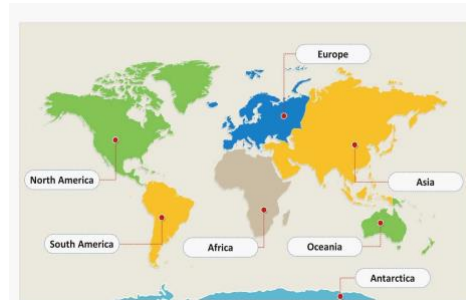 Europe
North America
Asia
South America
Africa
Oceania
Antarctica